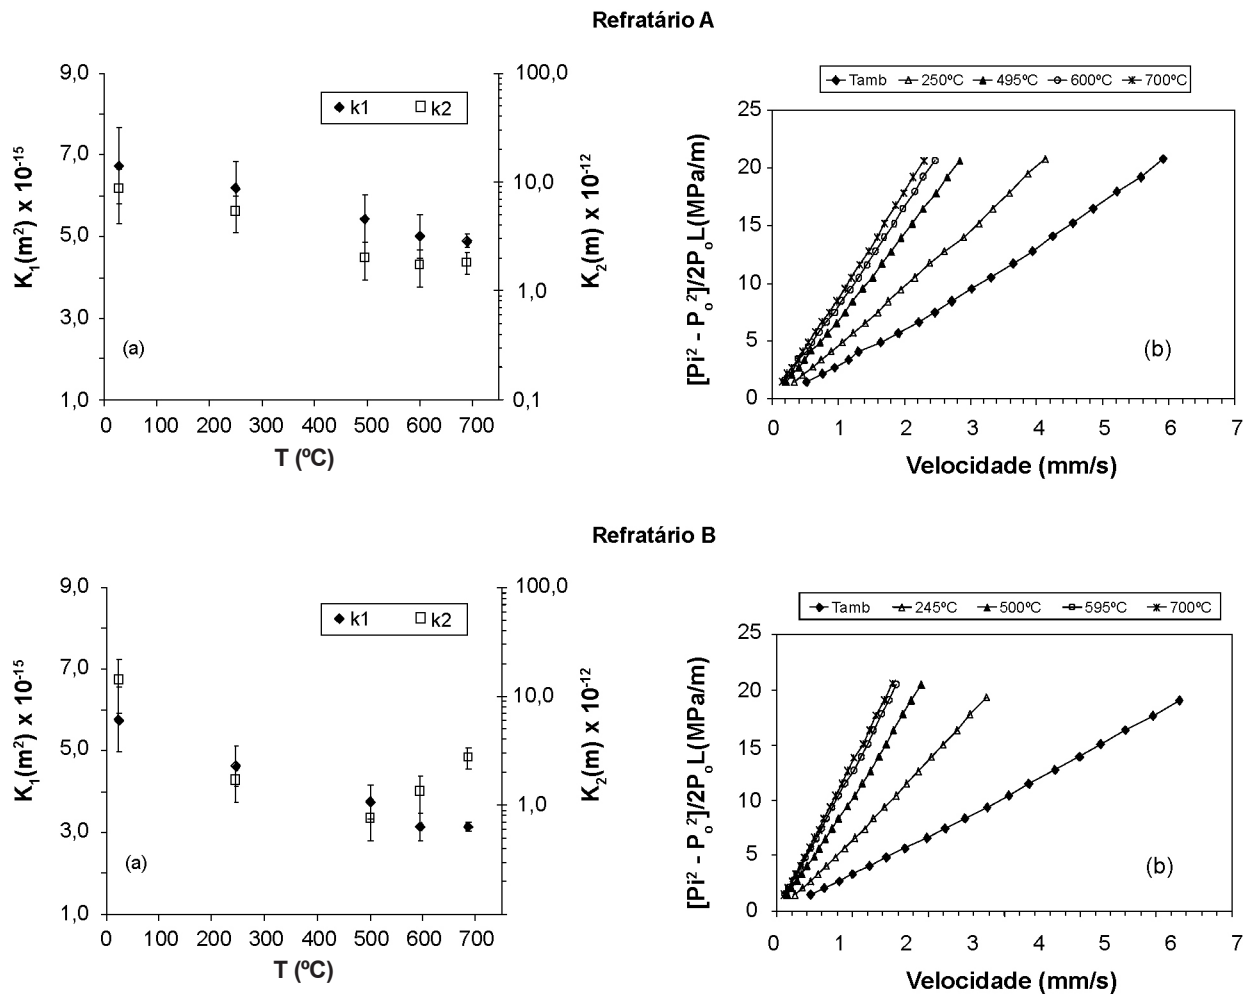 Refratário A
K1(m²) x 10-15
9,0
7,0
5,0
3,0
1,0
k1 k2
(a)
0 100 200 300 400 500 600 700
T (ºC)
100,0
10,0
1,0
0,1
K2(m) x 10-12
Tamb 250ºC 495ºC 600ºC 700ºC
[Pi² - Po²]/2PoL(MPa/m)
25
20
15
10
5
0
(b)
0 1 2 3 4 5 6 7
Velocidade (mm/s)
Refratário B
K1(m²) x 10-15
9,0
7,0
5,0
3,0
1,0
k1 k2
(a)
0 100 200 300 400 500 600 700
T (ºC)
100,0
10,0
1,0
0,1
K2(m) x 10-12
Tamb 245ºC 500ºC 595ºC 700ºC
[Pi² - Po²]/2PoL(MPa/m)
25
20
15
10
5
0
(b)
0 1 2 3 4 5 6 7
Velocidade (mm/s)